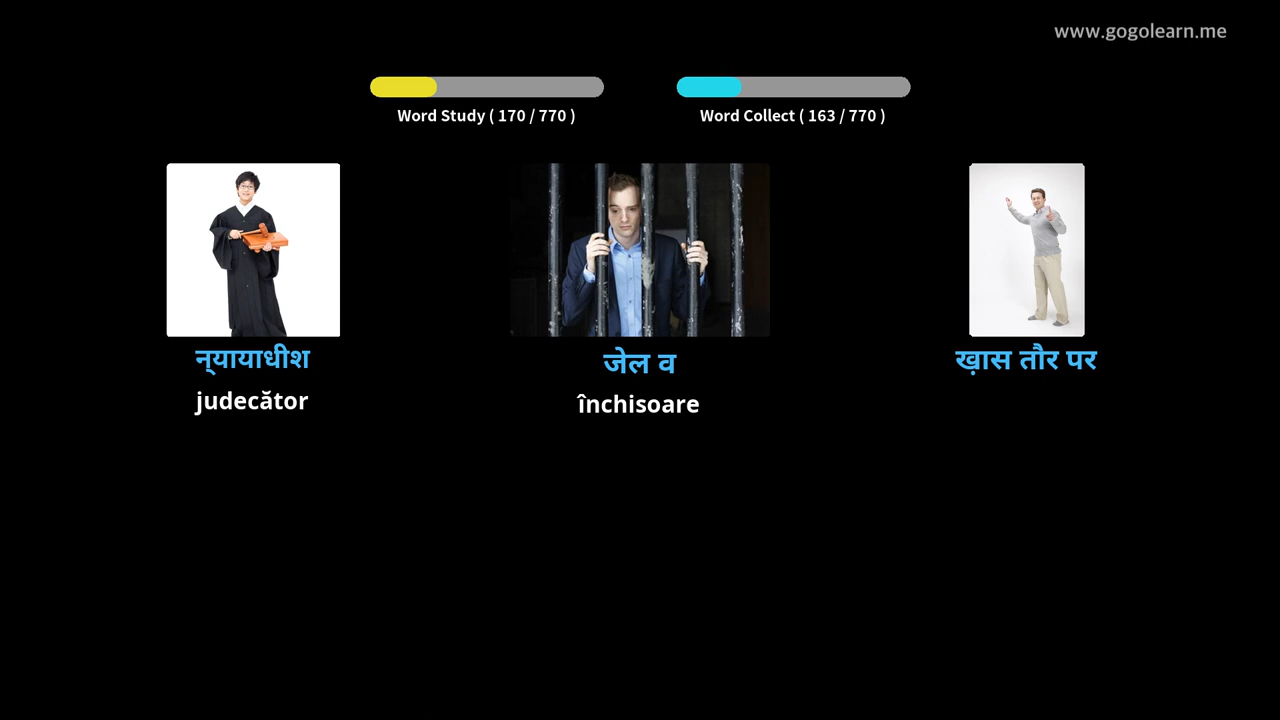 www.gogolearn.me
Word Study ( 170 / 770 )
Word Collect ( 163 / 770 )
न्‌यायाधीश
judecător
जेल व
închisoare
ख़ास तौर पर